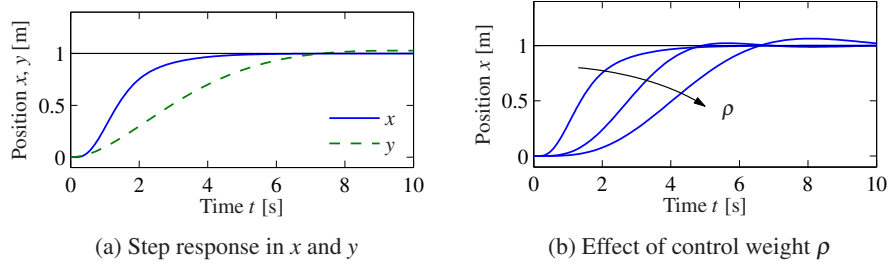 Position x, y [m]
1
0.5
0
0 2 4 6 8 10
Time t [s]
x
y
(a) Step response in x and y
Position x [m]
1
0.5
0
0 2 4 6 8 10
Time t [s]
ρ
(b) Effect of control weight ρ